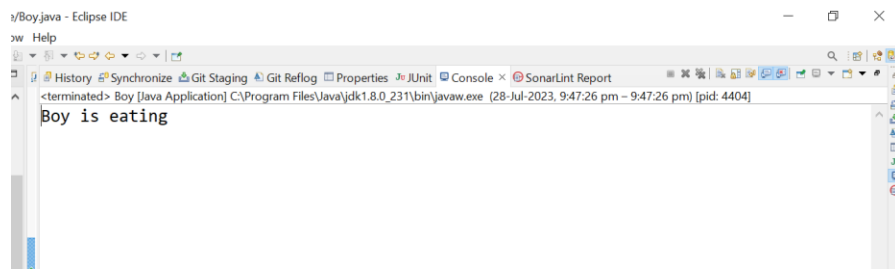 e/Boy.java - Eclipse IDE
ow Help
History Synchronize Git Staging Git Reflog Properties JUnit Console × SonarLint Report
<terminated> Boy [Java Application] C:\Program Files\Java\jdk1.8.0_231\bin\javaw.exe (28-Jul-2023, 9:47:26 pm – 9:47:26 pm) [pid: 4404]
Boy is eating